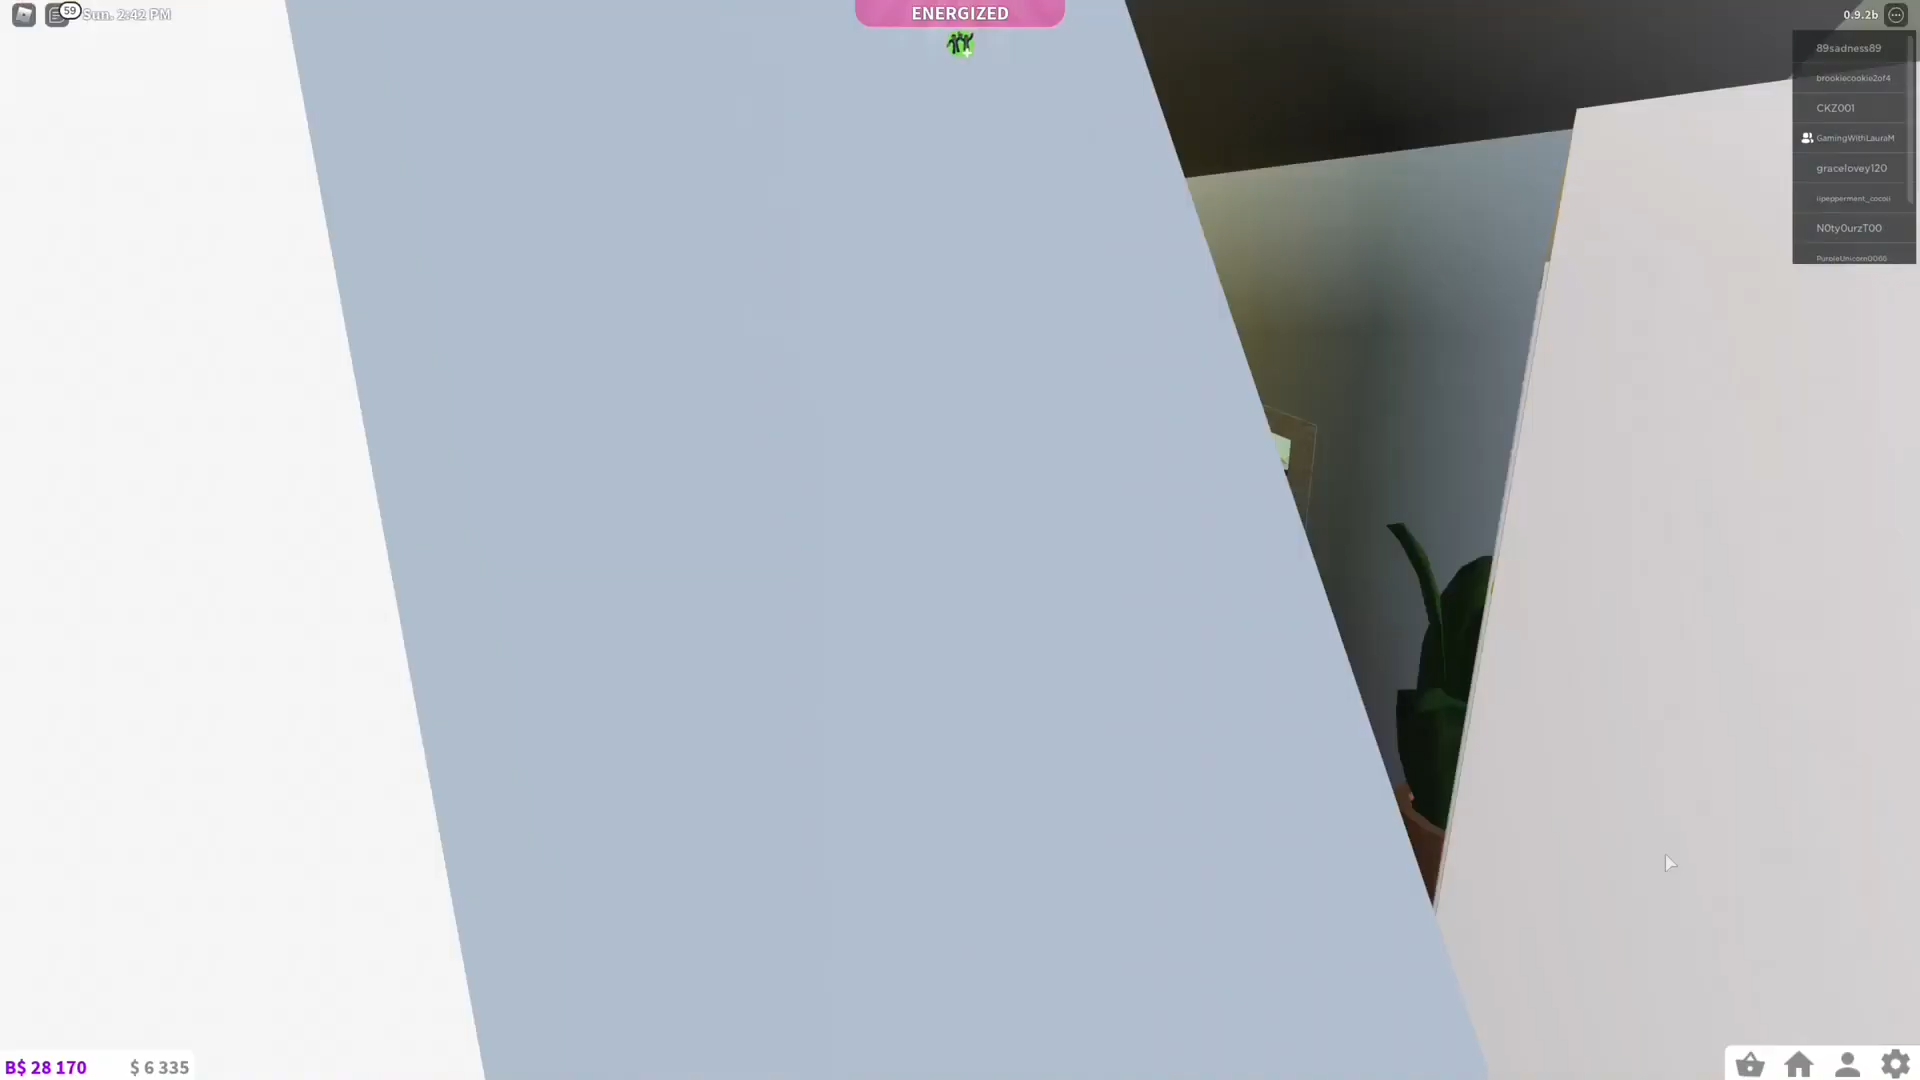 59
Sun. 2:42 PM
ENERGIZED
0.9.2b
89sadness89
brookiecookie2of4
CKZ001
GamingWithLauraM
gracelovey120
N0ty0urzT00
PurpleUnicorn0066
B$ 28 170
$ 6 335